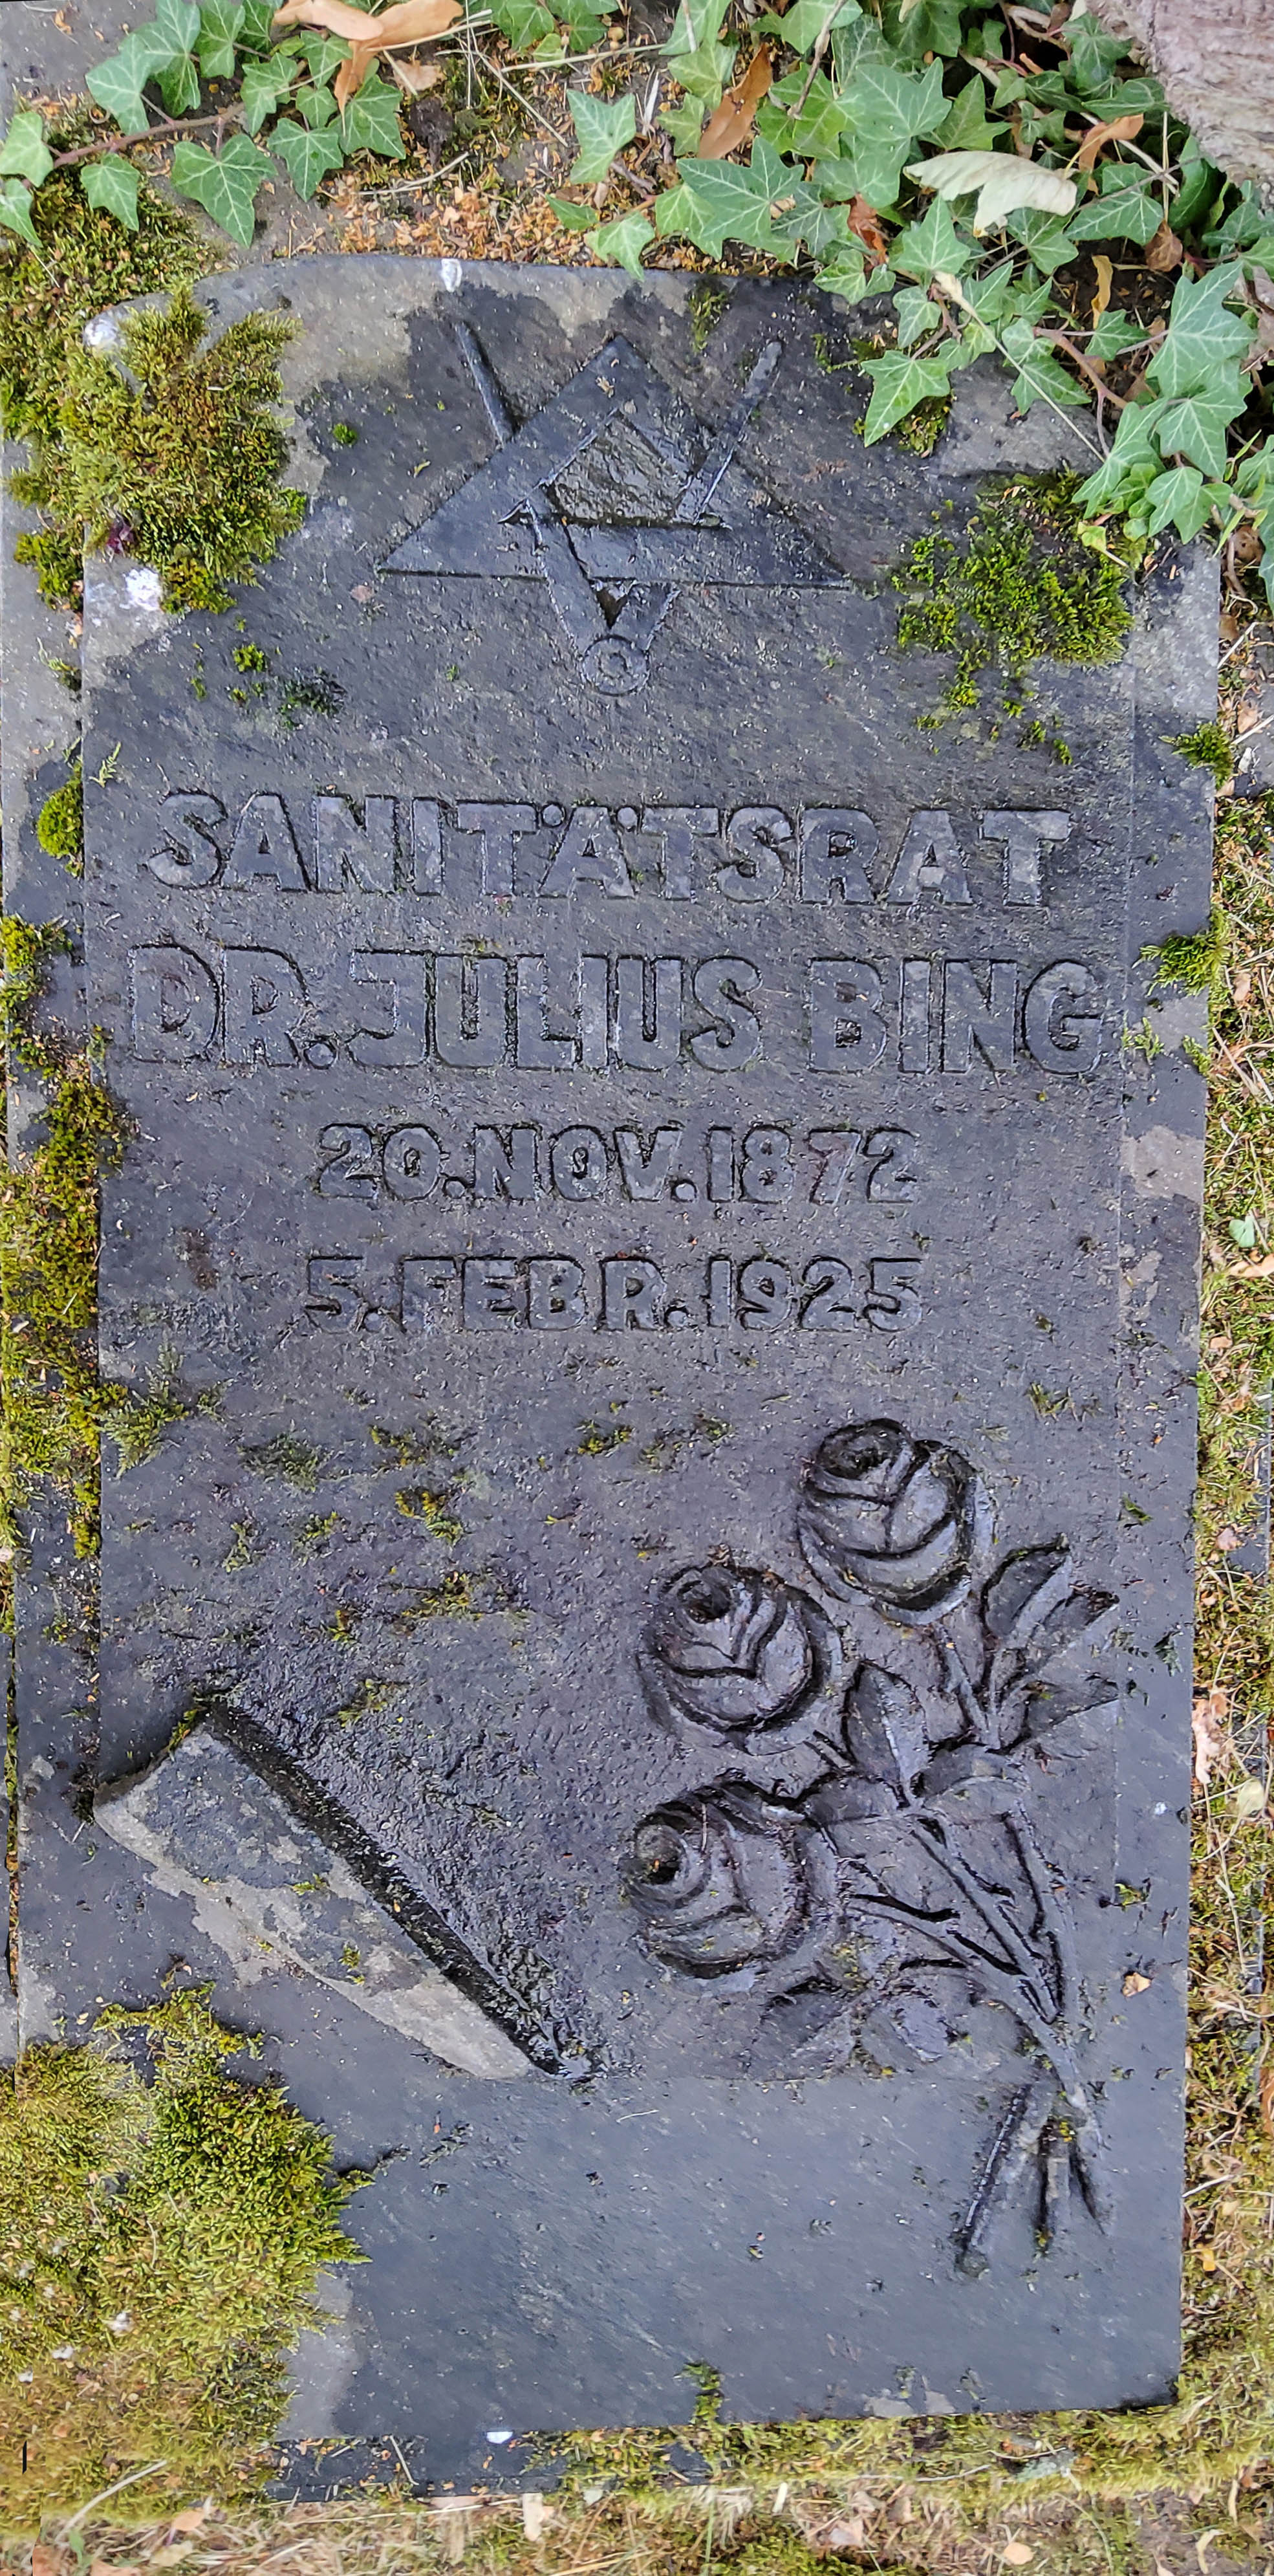 SANITÄTSRAT
DR. JULIUS BING
20. NOV. 1872
5. FEBR. 1925